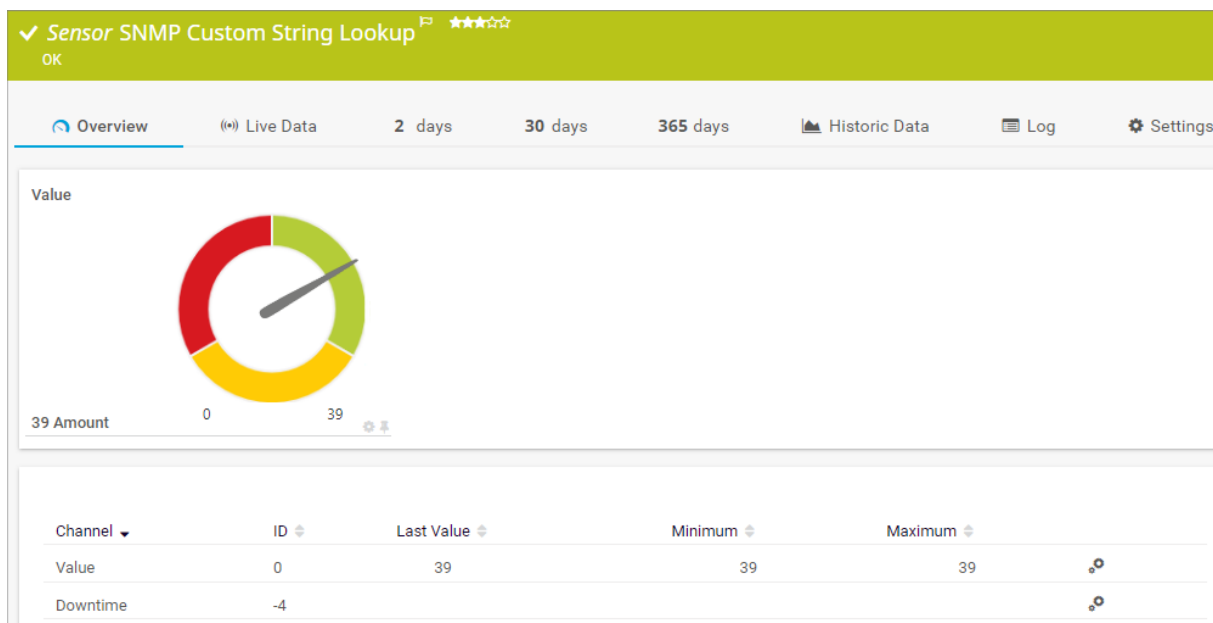 Sensor SNMP Custom String Lookup
OK
Overview Live Data 2 days 30 days 365 days Historic Data Log Settings
Value
0 39
39 Amount
Channel ID Last Value Minimum Maximum
Value 0 39 39 39
Downtime -4